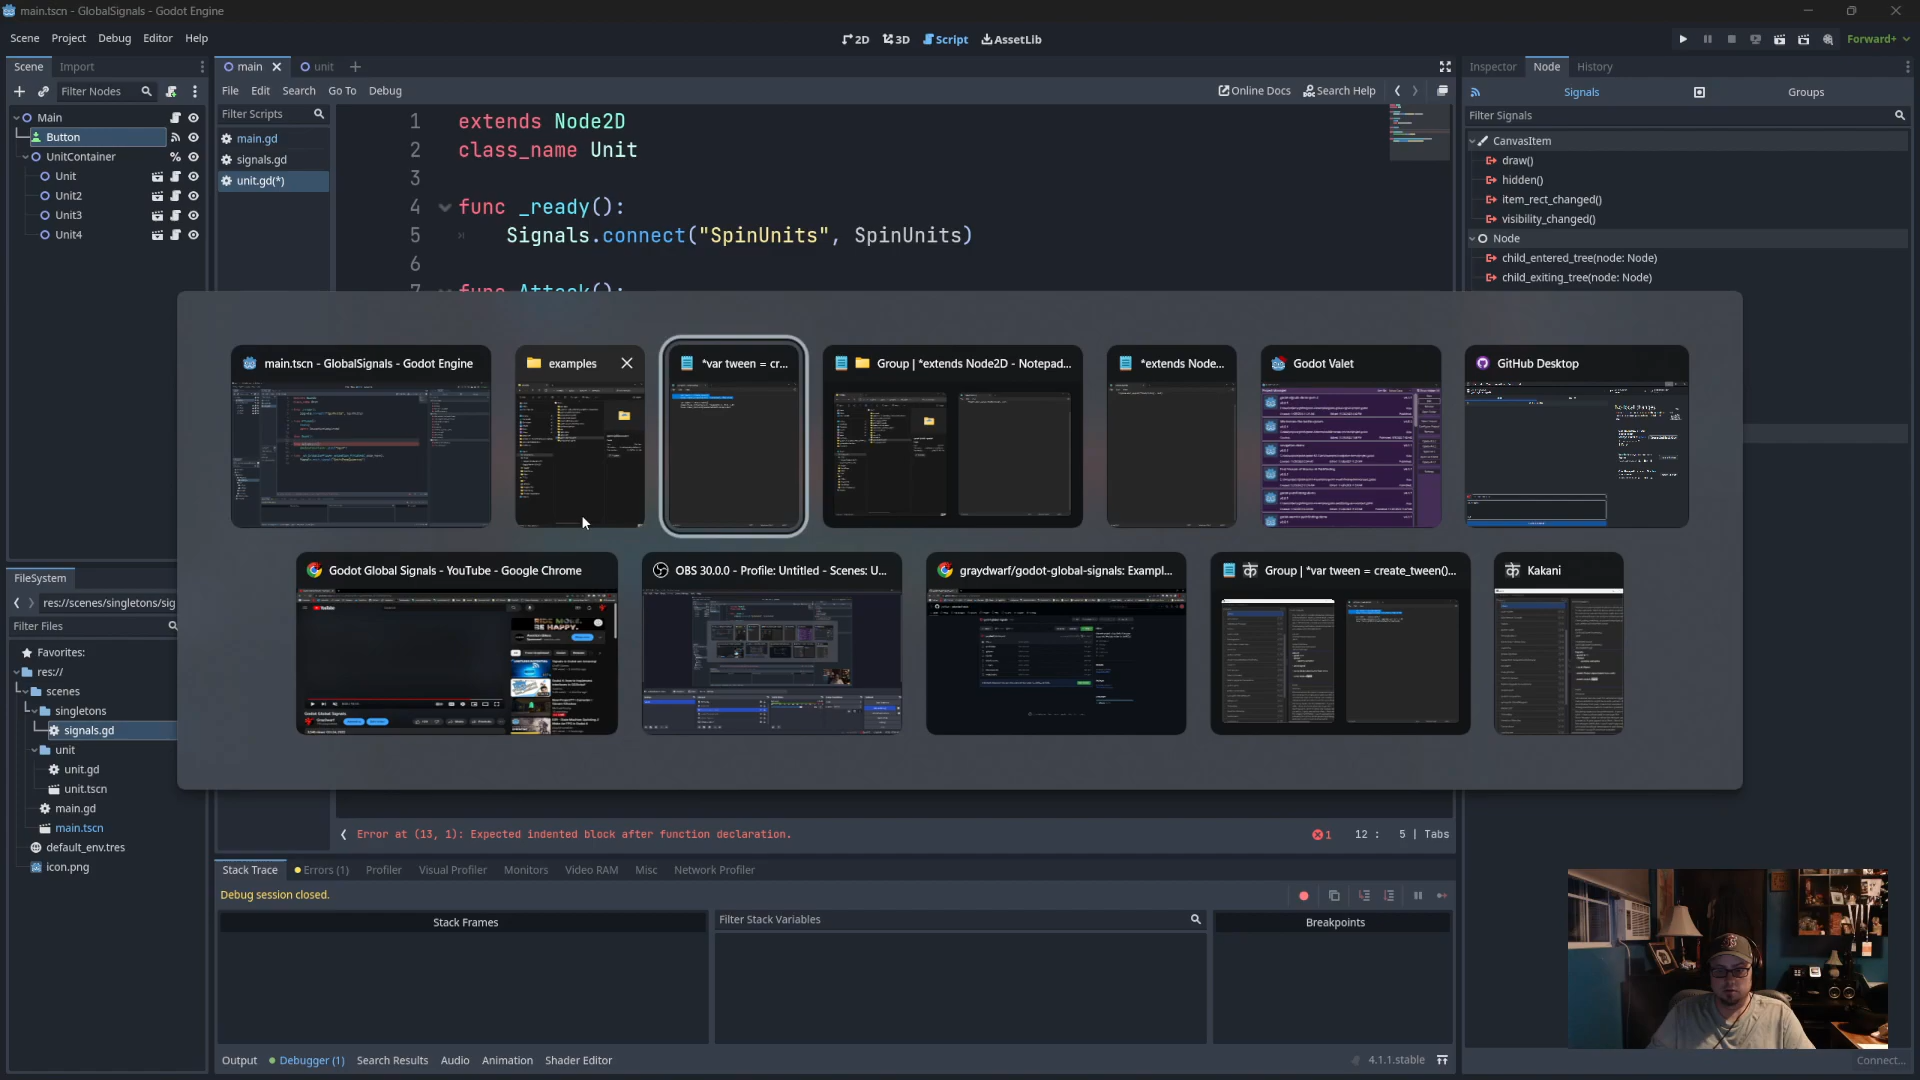 main.tscn - GlobalSignals - Godot Engine
Scene Project Debug Editor Help
2D 3D Script AssetLib
Forward+
Scene Import
Filter Nodes
Main
Button
UnitContainer
Unit
Unit2
Unit3
Unit4
main unit
File Edit Search Go To Debug
Online Docs Search Help
Filter Scripts
main.gd
signals.gd
unit.gd(*)
1 extends Node2D
2 class_name Unit
3
4 func _ready():
5 Signals.connect("SpinUnits", SpinUnits)
6
7 func Attack():
Inspector Node History
Signals Groups
Filter Signals
CanvasItem
draw()
hidden()
item_rect_changed()
visibility_changed()
Node
child_entered_tree(node: Node)
child_exiting_tree(node: Node)
main.tscn - GlobalSignals - Godot Engine
examples
*var tween = cr...
Group | *extends Node2D - Notepad...
*extends Node...
Godot Valet
GitHub Desktop
Godot Global Signals - YouTube - Google Chrome
OBS 30.0.0 - Profile: Untitled - Scenes: U...
graydwarf/godot-global-signals: Exampl...
Group | *var tween = create_tween()...
Kakani
FileSystem
res://scenes/singletons/sig
Filter Files
Favorites:
res://
scenes
singletons
signals.gd
unit
unit.gd
unit.tscn
main.gd
main.tscn
default_env.tres
icon.png
Error at (13, 1): Expected indented block after function declaration.
1 12 : 5 | Tabs
Stack Trace Errors (1) Profiler Visual Profiler Monitors Video RAM Misc Network Profiler
Debug session closed.
Stack Frames
Filter Stack Variables
Breakpoints
Output Debugger (1) Search Results Audio Animation Shader Editor
4.1.1.stable
Connect...